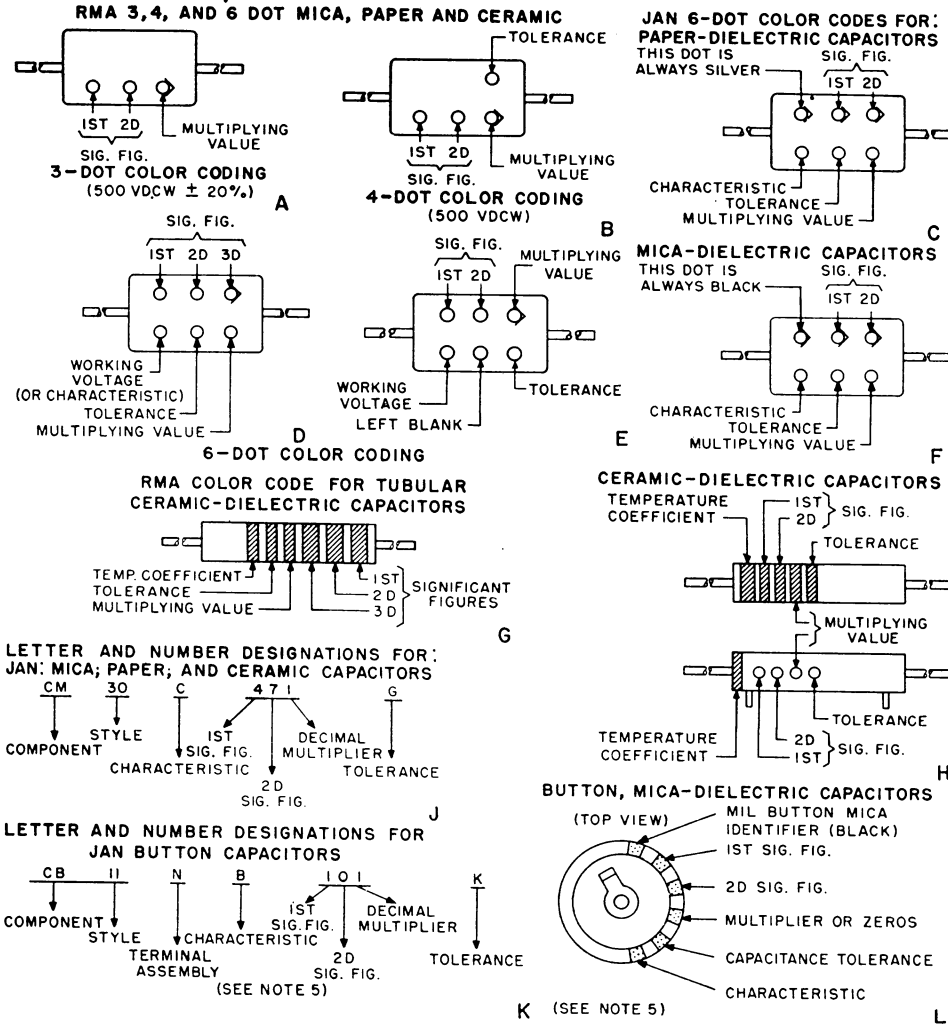 RMA 3,4, AND 6 DOT MICA, PAPER AND CERAMIC
1ST 2D
SIG. FIG.
MULTIPLYING
VALUE
3-DOT COLOR CODING
(500 VDCW ± 20%)
A
TOLERANCE
1ST 2D
SIG. FIG.
MULTIPLYING
VALUE
4-DOT COLOR CODING
(500 VDCW)
B
JAN 6-DOT COLOR CODES FOR:
PAPER-DIELECTRIC CAPACITORS
THIS DOT IS
ALWAYS SILVER
SIG. FIG.
1ST 2D
CHARACTERISTIC
TOLERANCE
MULTIPLYING VALUE
C
SIG. FIG.
1ST 2D 3D
WORKING
VOLTAGE
(OR CHARACTERISTIC)
TOLERANCE
MULTIPLYING VALUE
D
SIG. FIG.
1ST 2D
MULTIPLYING
VALUE
WORKING
VOLTAGE
LEFT BLANK
TOLERANCE
E
6-DOT COLOR CODING
MICA-DIELECTRIC CAPACITORS
THIS DOT IS
ALWAYS BLACK
SIG. FIG.
1ST 2D
CHARACTERISTIC
TOLERANCE
MULTIPLYING VALUE
F
RMA COLOR CODE FOR TUBULAR
CERAMIC-DIELECTRIC CAPACITORS
TEMP. COEFFICIENT
TOLERANCE
MULTIPLYING VALUE
1ST
2D
3D
SIGNIFICANT
FIGURES
G
CERAMIC-DIELECTRIC CAPACITORS
TEMPERATURE
COEFFICIENT
1ST
2D
SIG. FIG.
TOLERANCE
MULTIPLYING
VALUE
TOLERANCE
TEMPERATURE
COEFFICIENT
2D
1ST
SIG. FIG.
H
LETTER AND NUMBER DESIGNATIONS FOR:
JAN: MICA; PAPER; AND CERAMIC CAPACITORS
CM 30 C 471 G
COMPONENT
STYLE
CHARACTERISTIC
1ST
SIG. FIG.
2D
SIG. FIG.
DECIMAL
MULTIPLIER
TOLERANCE
J
LETTER AND NUMBER DESIGNATIONS FOR
JAN BUTTON CAPACITORS
CB 11 N B 101 K
COMPONENT
STYLE
TERMINAL
ASSEMBLY
CHARACTERISTIC
1ST
SIG. FIG.
2D
SIG. FIG.
DECIMAL
MULTIPLIER
TOLERANCE
(SEE NOTE 5)
K
BUTTON, MICA-DIELECTRIC CAPACITORS
(TOP VIEW)
MIL BUTTON MICA
IDENTIFIER (BLACK)
1ST SIG. FIG.
2D SIG. FIG.
MULTIPLIER OR ZEROS
CAPACITANCE TOLERANCE
CHARACTERISTIC
(SEE NOTE 5)
L